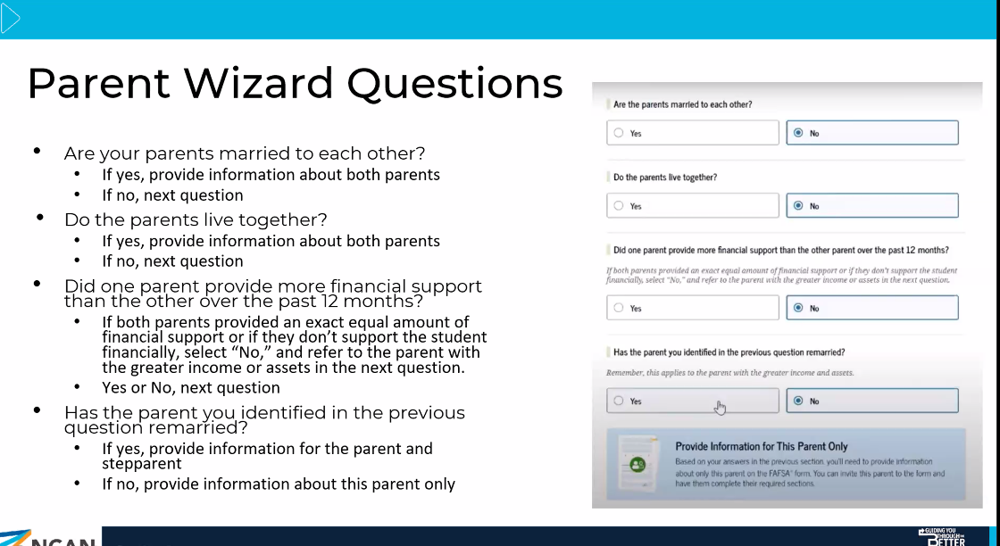 Parent Wizard Questions
• Are your parents married to each other?
• If yes, provide information about both parents
• If no, next question
• Do the parents live together?
• If yes, provide information about both parents
• If no, next question
• Did one parent provide more financial support
than the other over the past 12 months?
• If both parents provided an exact equal amount of
financial support or if they don’t support the student
financially, select “No,” and refer to the parent with
the greater income or assets in the next question.
• Yes or No, next question
• Has the parent you identified in the previous
question remarried?
• If yes, provide information for the parent and
stepparent
• If no, provide information about this parent only
Are the parents married to each other?
Yes No
Do the parents live together?
Yes No
Did one parent provide more financial support than the other parent over the past 12 months?
If both parents provided an exact equal amount of financial support or if they don't support the student
financially, select "No," and refer to the parent with the greater income or assets in the next question.
Yes No
Has the parent you identified in the previous question remarried?
Remember, this applies to the parent with the greater income and assets.
Yes No
Provide Information for This Parent Only
Based on your answers in the previous section, you'll need to provide information
about only this parent on the FAFSA® form. You can invite this parent to the form and
have them complete their required sections.
NCAN
GUIDING YOU
THROUGH THE
BETTER